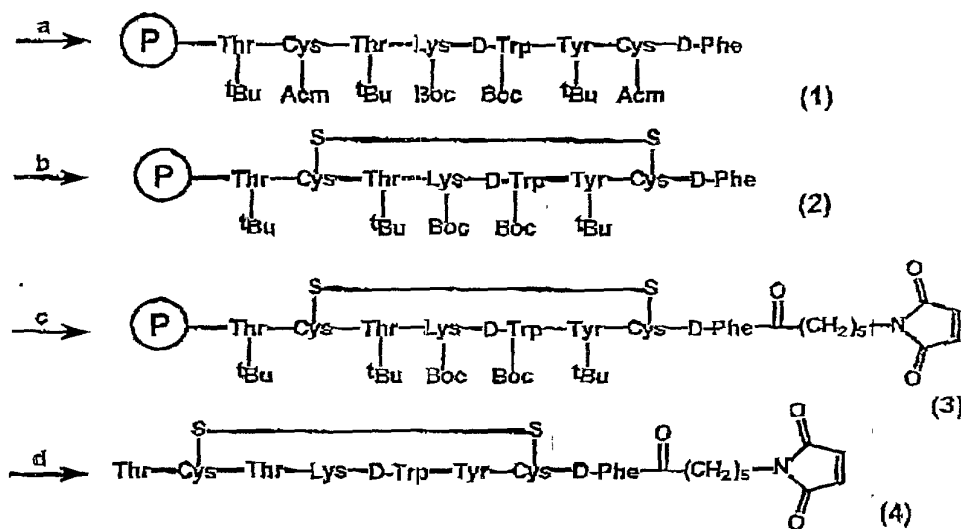 a P Thr Cys Thr Lys D-Trp Tyr Cys D-Phe
tBu Acm tBu Boc Boc tBu Acm (1)
S S
b P Thr Cys Thr Lys D-Trp Tyr Cys D-Phe
tBu tBu Boc Boc tBu (2)
S S O O
c P Thr Cys Thr Lys D-Trp Tyr Cys D-Phe (CH2)5 N
tBu tBu Boc Boc tBu O (3)
S S O O
d Thr Cys Thr Lys D-Trp Tyr Cys D-Phe (CH2)5 N
O (4)